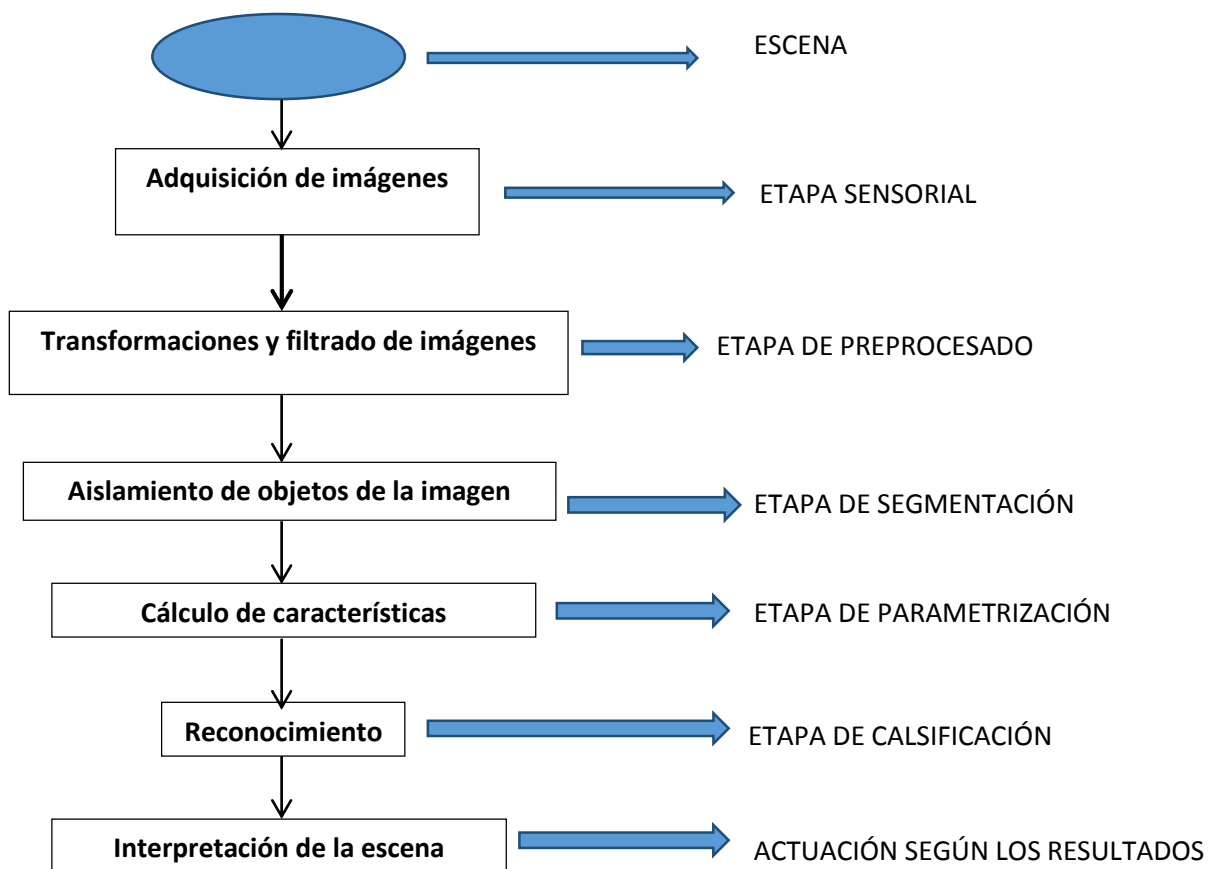 ESCENA
Adquisición de imágenes
ETAPA SENSORIAL
Transformaciones y filtrado de imágenes
ETAPA DE PREPROCESADO
Aislamiento de objetos de la imagen
ETAPA DE SEGMENTACIÓN
Cálculo de características
ETAPA DE PARAMETRIZACIÓN
Reconocimiento
ETAPA DE CALSIFICACIÓN
Interpretación de la escena
ACTUACIÓN SEGÚN LOS RESULTADOS